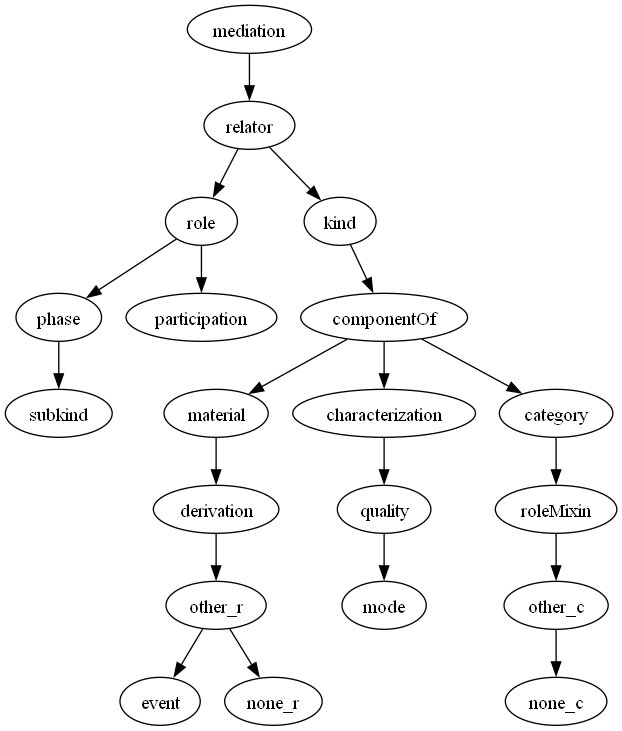 mediation
relator
role
kind
phase
participation
componentOf
subkind
material
characterization
category
derivation
quality
roleMixin
other_r
mode
other_c
event
none_r
none_c